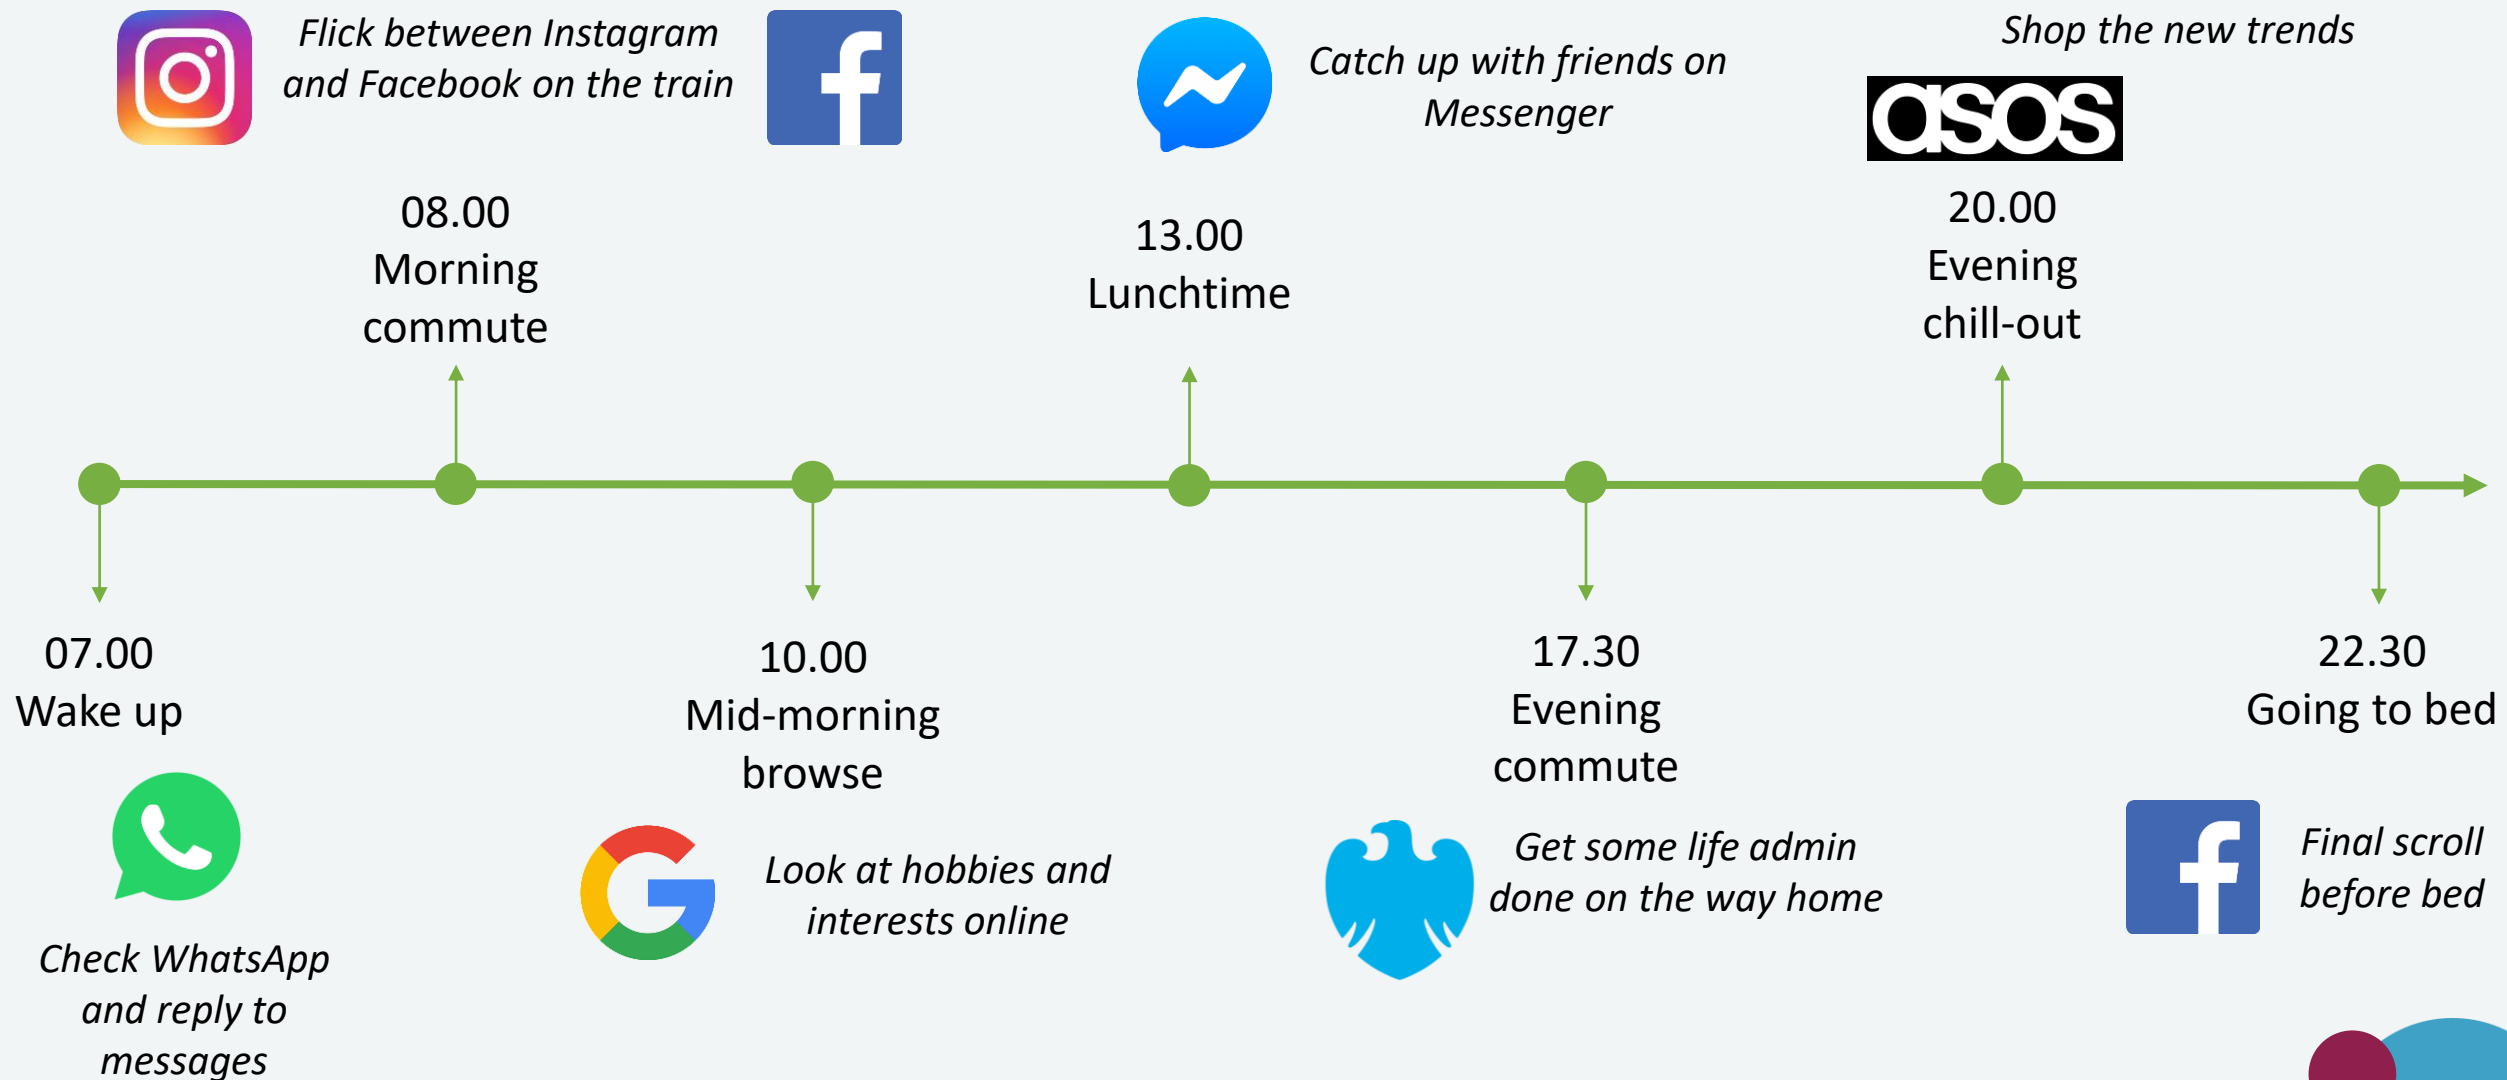 Flick between Instagram
and Facebook on the train
08.00
Morning
commute
Catch up with friends on
Messenger
13.00
Lunchtime
Shop the new trends
asos
20.00
Evening
chill-out
07.00
Wake up
Check WhatsApp
and reply to
messages
10.00
Mid-morning
browse
Look at hobbies and
interests online
17.30
Evening
commute
Get some life admin
done on the way home
22.30
Going to bed
Final scroll
before bed